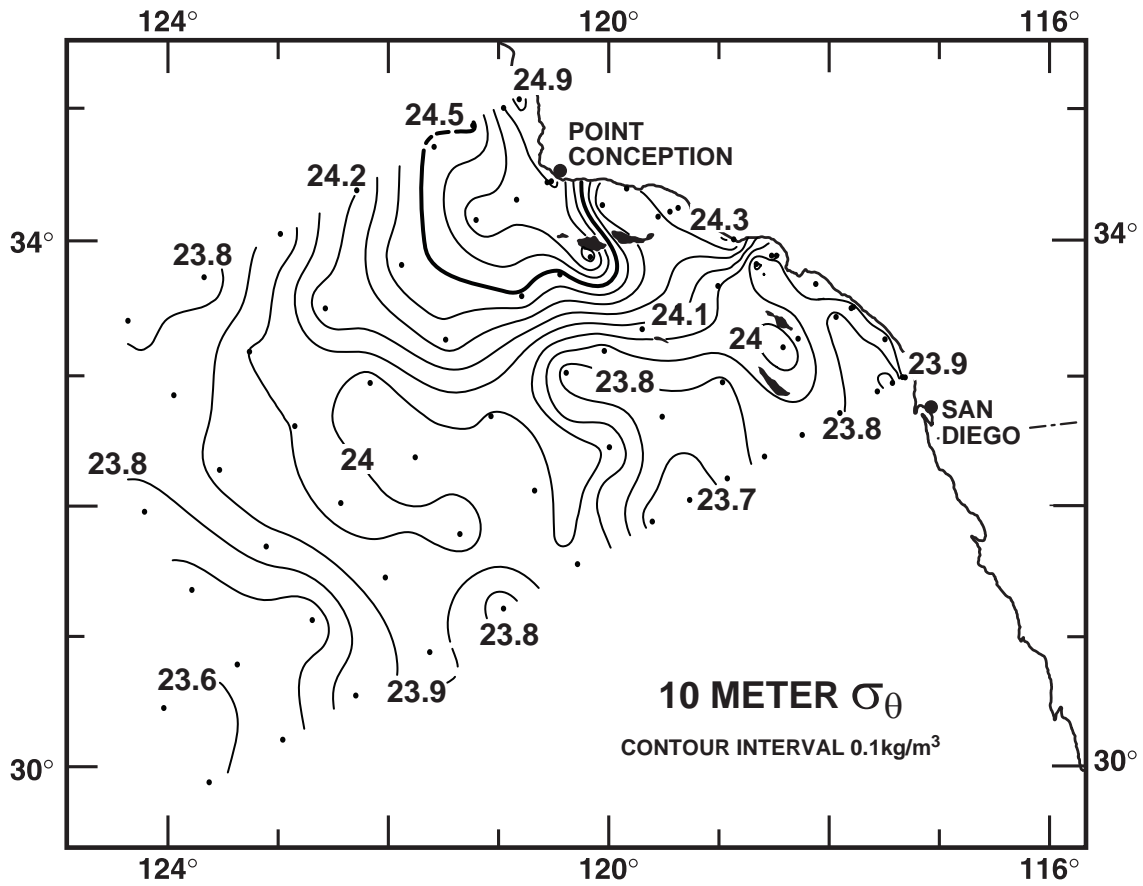 124° 120° 116°
24.9
24.5
POINT
CONCEPTION
24.2
24.3
34° 34°
23.8
24.1
24
23.9
23.8
SAN
DIEGO
23.8
24
23.8
23.7
23.8
23.6
23.9
10 METER σθ
CONTOUR INTERVAL 0.1kg/m³
30° 30°
124° 120° 116°